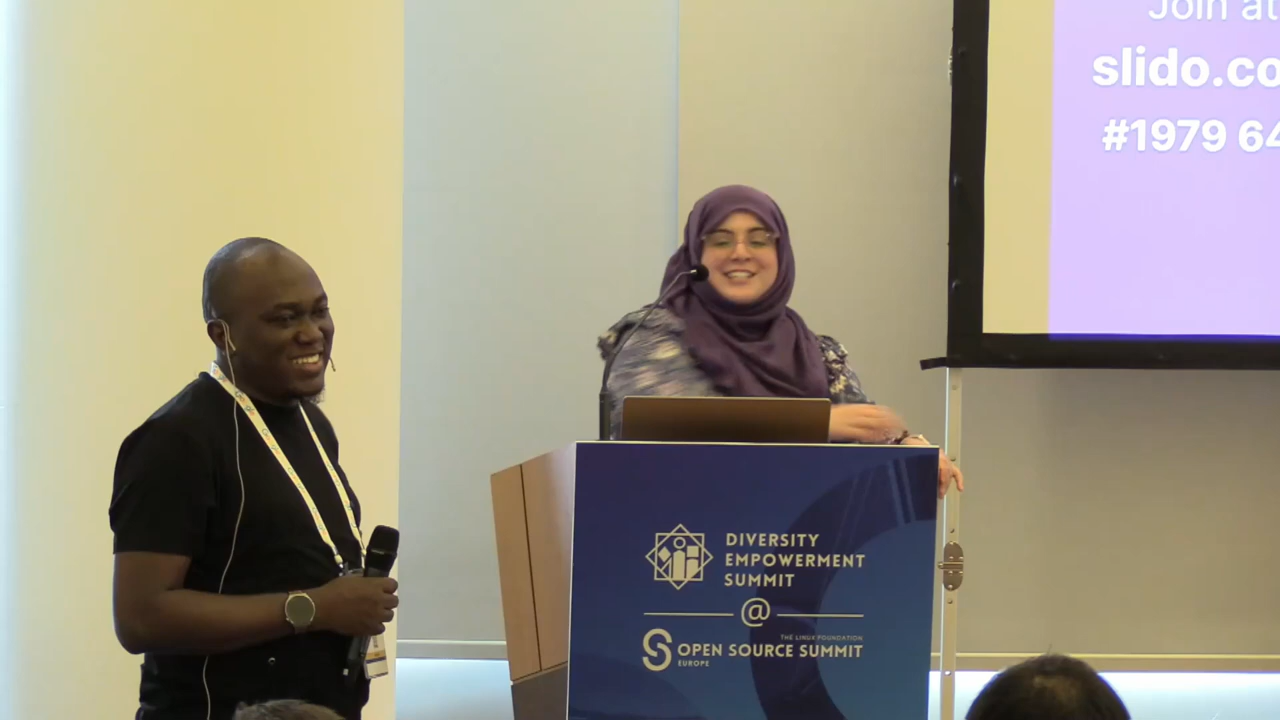 Join at
slido.co
#1979 64
DIVERSITY
EMPOWERMENT
SUMMIT
@
THE LINUX FOUNDATION
OPEN SOURCE SUMMIT
EUROPE